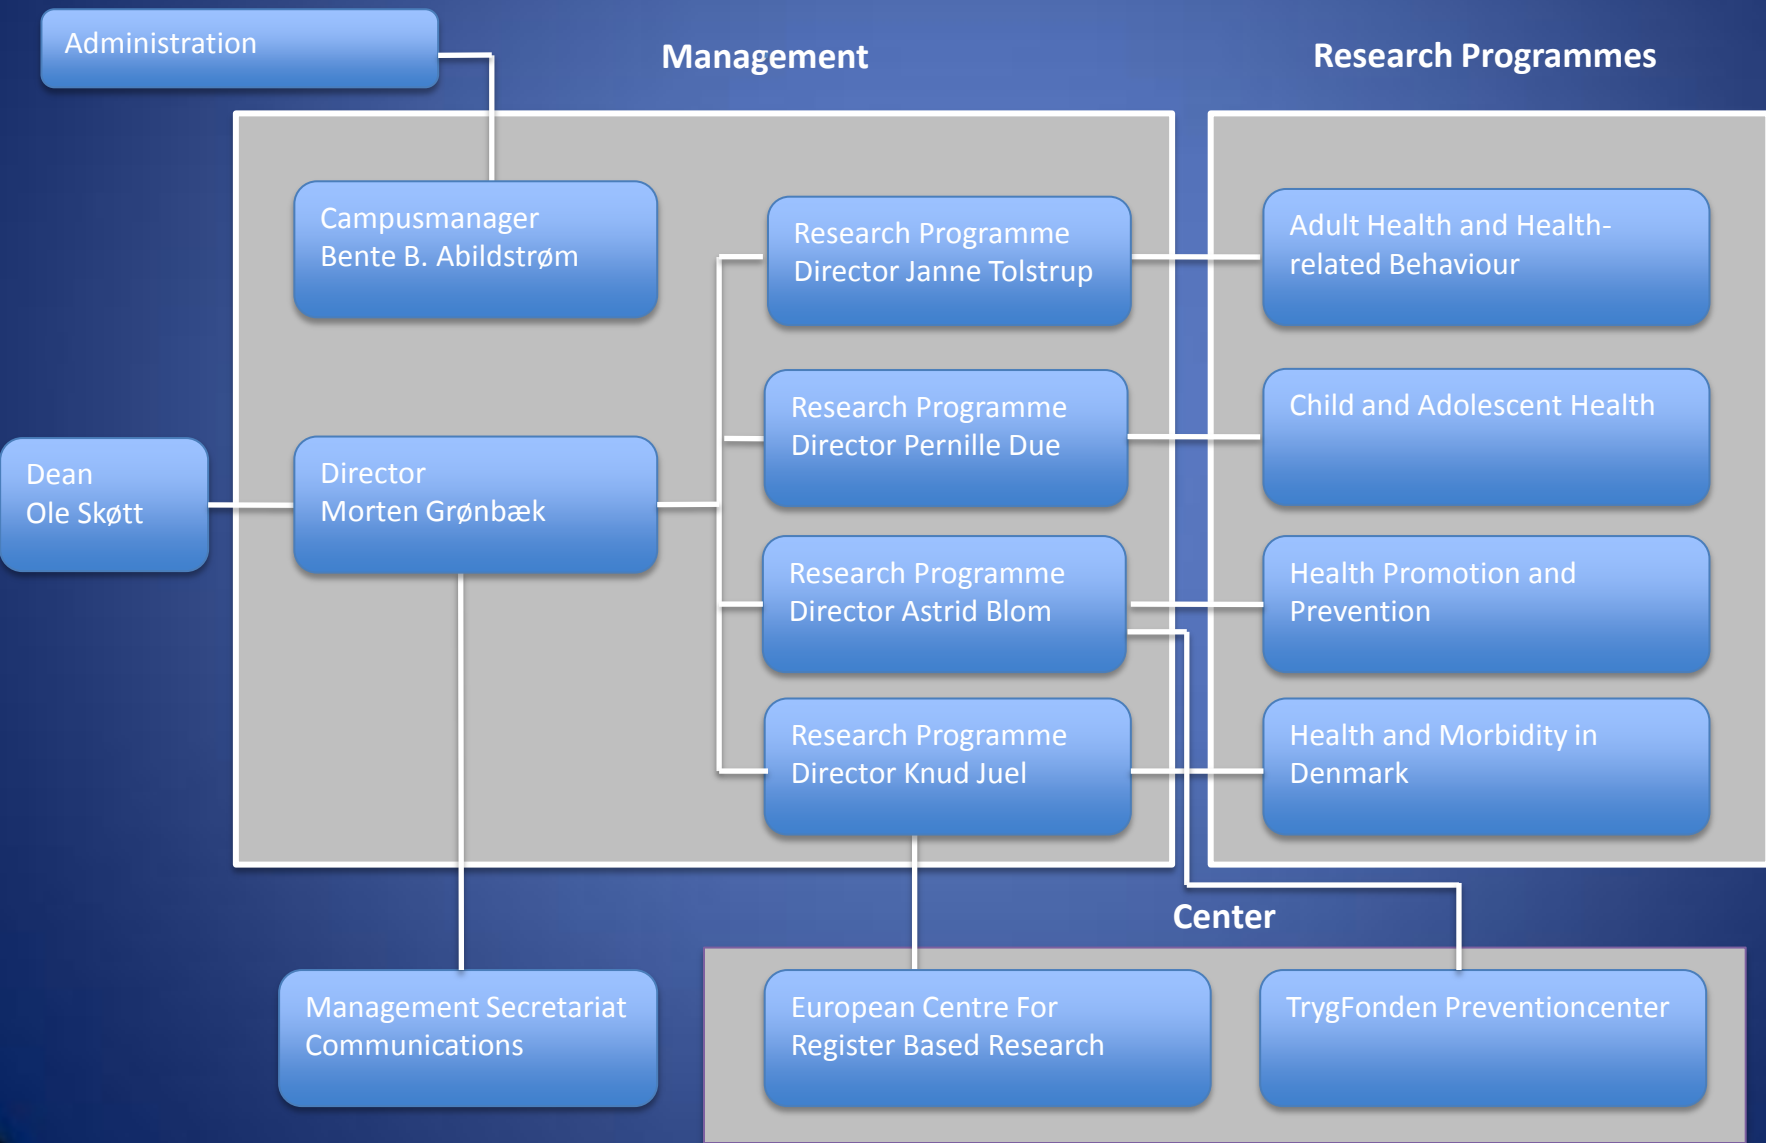 Administration
Management
Research Programmes
Campusmanager
Bente B. Abildstrøm
Research Programme
Director Janne Tolstrup
Adult Health and Health-
related Behaviour
Research Programme
Director Pernille Due
Child and Adolescent Health
Dean
Ole Skøtt
Director
Morten Grønbæk
Research Programme
Director Astrid Blom
Health Promotion and
Prevention
Research Programme
Director Knud Juel
Health and Morbidity in
Denmark
Center
Management Secretariat
Communications
European Centre For
Register Based Research
TrygFonden Preventioncenter